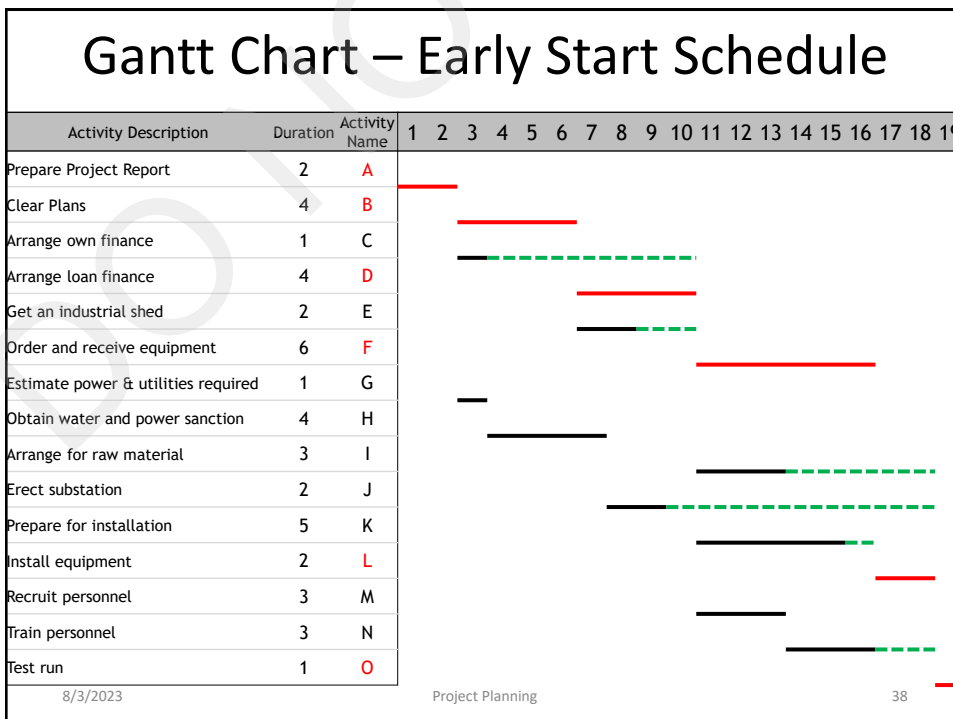 Gantt Chart – Early Start Schedule
Activity Description Duration Activity Name 1 2 3 4 5 6 7 8 9 10 11 12 13 14 15 16 17 18 19
Prepare Project Report 2 A
Clear Plans 4 B
Arrange own finance 1 C
Arrange loan finance 4 D
Get an industrial shed 2 E
Order and receive equipment 6 F
Estimate power & utilities required 1 G
Obtain water and power sanction 4 H
Arrange for raw material 3 I
Erect substation 2 J
Prepare for installation 5 K
Install equipment 2 L
Recruit personnel 3 M
Train personnel 3 N
Test run 1 O
8/3/2023 Project Planning 38